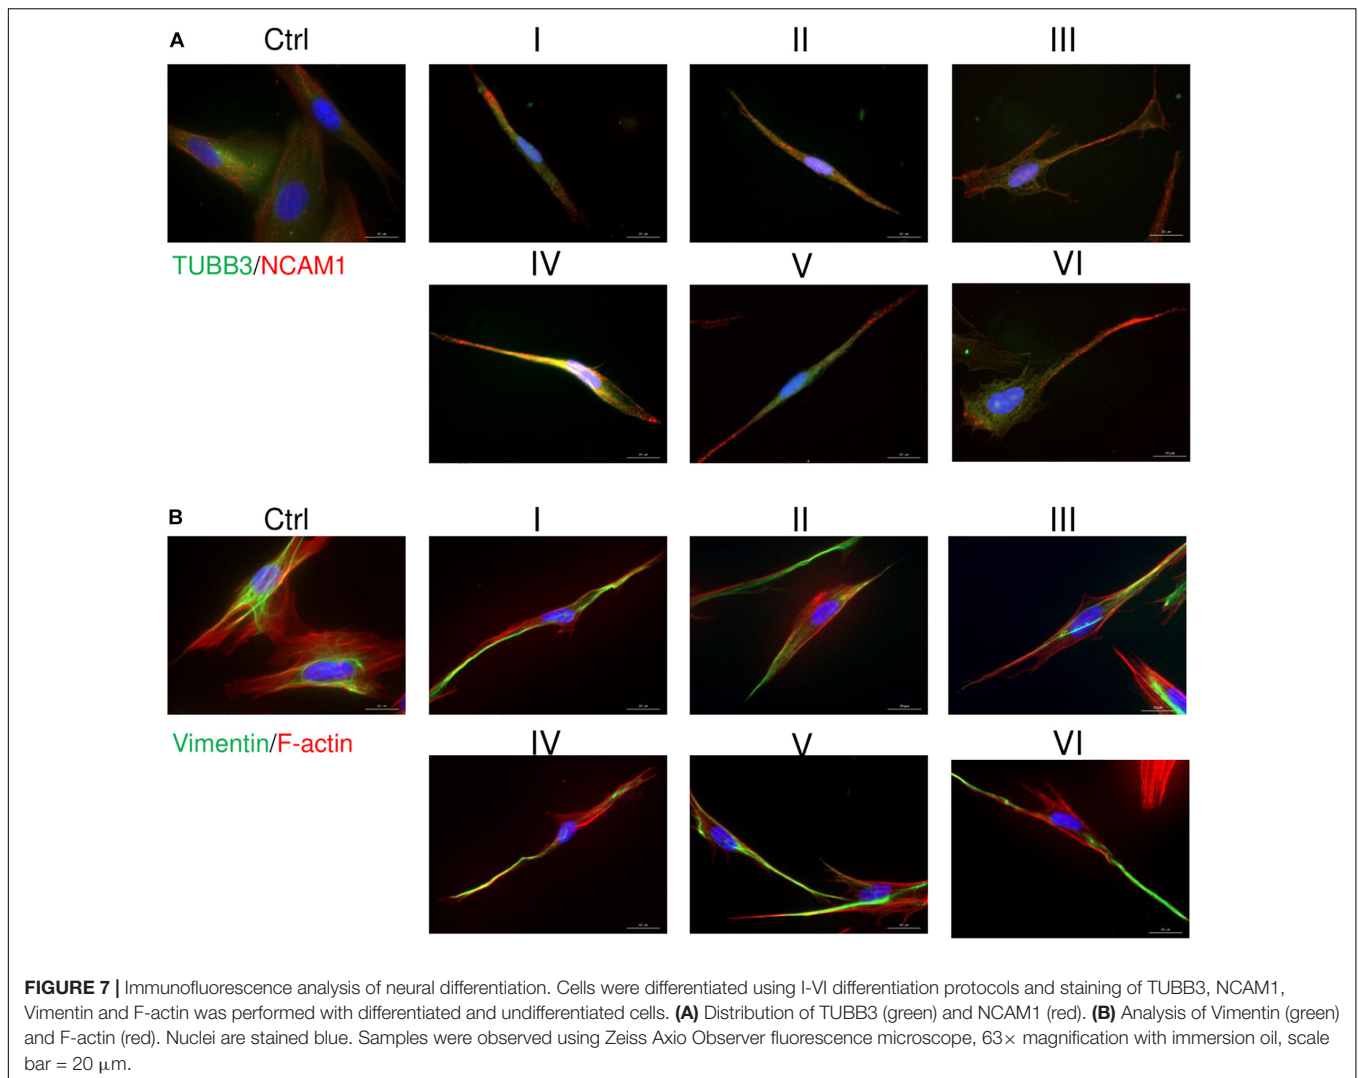 A
Ctrl
I
II
III
TUBB3/NCAM1
IV
V
VI
B
Ctrl
I
II
III
Vimentin/F-actin
IV
V
VI
FIGURE 7 | Immunofluorescence analysis of neural differentiation. Cells were differentiated using I-VI differentiation protocols and staining of TUBB3, NCAM1,
Vimentin and F-actin was performed with differentiated and undifferentiated cells. (A) Distribution of TUBB3 (green) and NCAM1 (red). (B) Analysis of Vimentin (green)
and F-actin (red). Nuclei are stained blue. Samples were observed using Zeiss Axio Observer fluorescence microscope, 63× magnification with immersion oil, scale
bar = 20 μm.